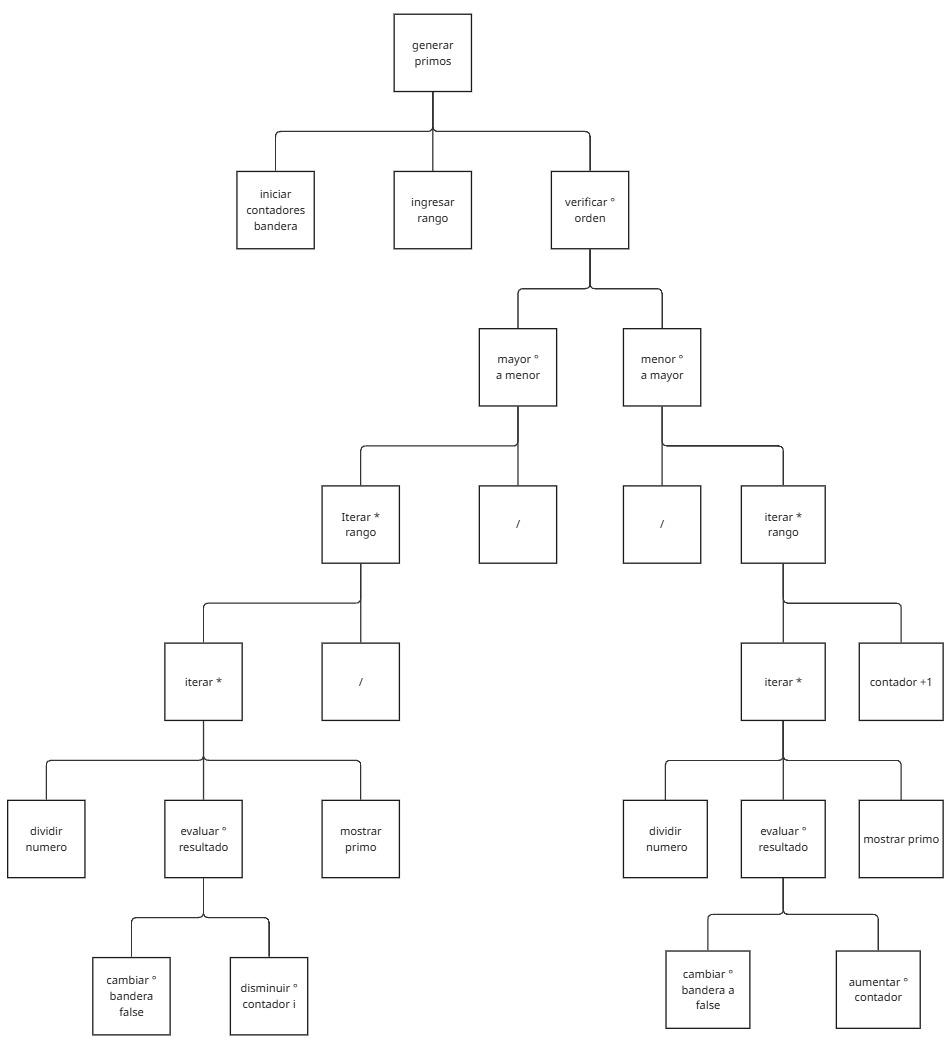 generar
primos
iniciar
contadores
bandera
ingresar
rango
verificar °
orden
mayor °
a menor
menor °
a mayor
Iterar *
rango
/
/
iterar *
rango
iterar *
/
iterar *
contador +1
dividir
numero
evaluar °
resultado
mostrar
primo
dividir
numero
evaluar °
resultado
mostrar primo
cambiar °
bandera
false
disminuir °
contador i
cambiar °
bandera a
false
aumentar °
contador